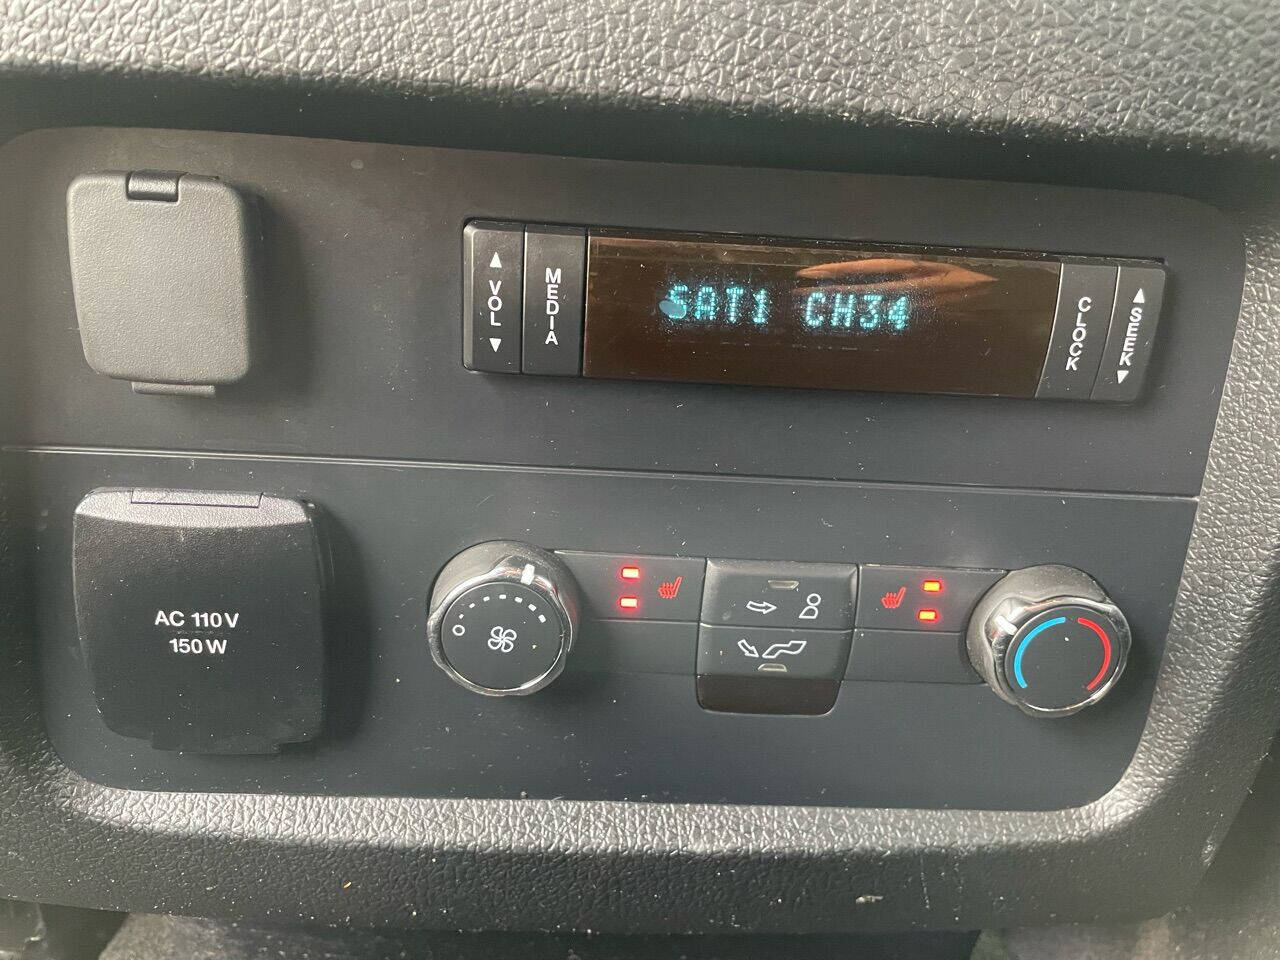 VOL
MEDIA
SAT1 CH34
CLOCK
SEEK
AC 110V
150W